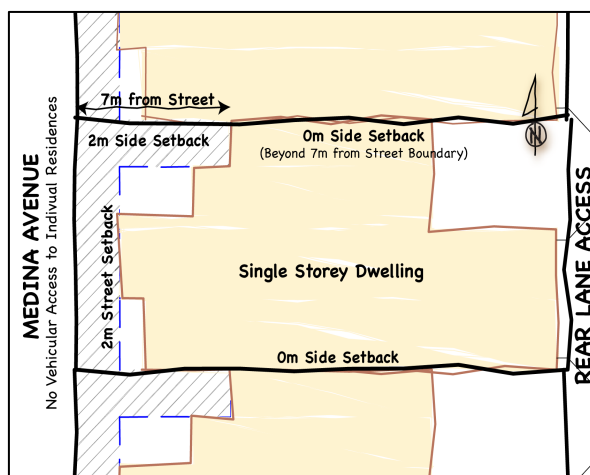 7m from Street
2m Side Setback
0m Side Setback
(Beyond 7m from Street Boundary)
N
MEDINA AVENUE
No Vehicular Access to Indivual Residences
2m Street Setback
Single Storey Dwelling
0m Side Setback
REAR LANE ACCESS